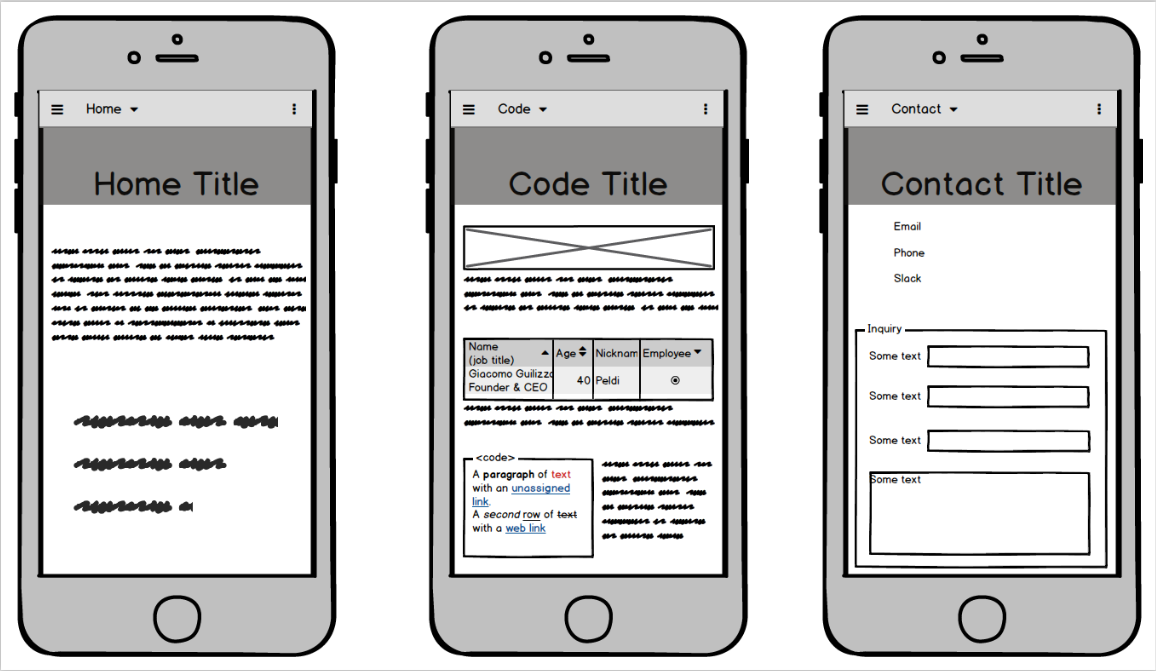 Home
Home Title
Code
Code Title
Name
(job title)
Age
Nicknam
Employee
Giacomo Guilizzo
Founder & CEO
40
Peldi
<code>
A paragraph of text
with an unassigned
link.
A second row of text
with a web link
Contact
Contact Title
Email
Phone
Slack
Inquiry
Some text
Some text
Some text
Some text